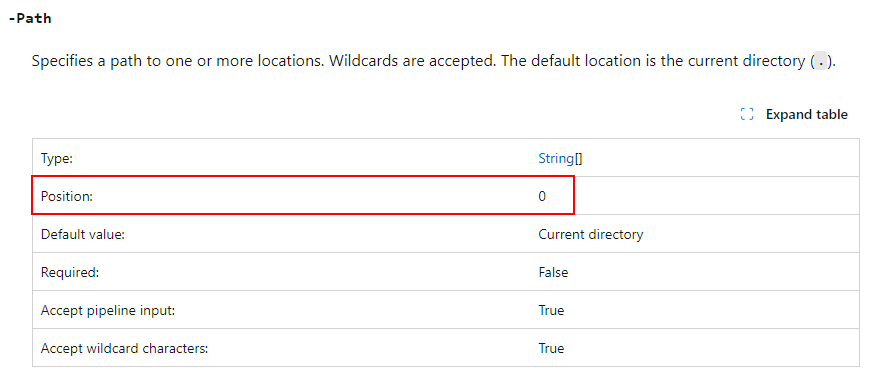 -Path
Specifies a path to one or more locations. Wildcards are accepted. The default location is the current directory (.).
Expand table
Type: String[]
Position: 0
Default value: Current directory
Required: False
Accept pipeline input: True
Accept wildcard characters: True